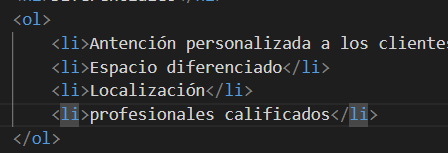 <ol>
<li>Antención personalizada a los clientes
<li>Espacio diferenciado</li>
<li>Localización</li>
<li>profesionales calificados</li>
</ol>